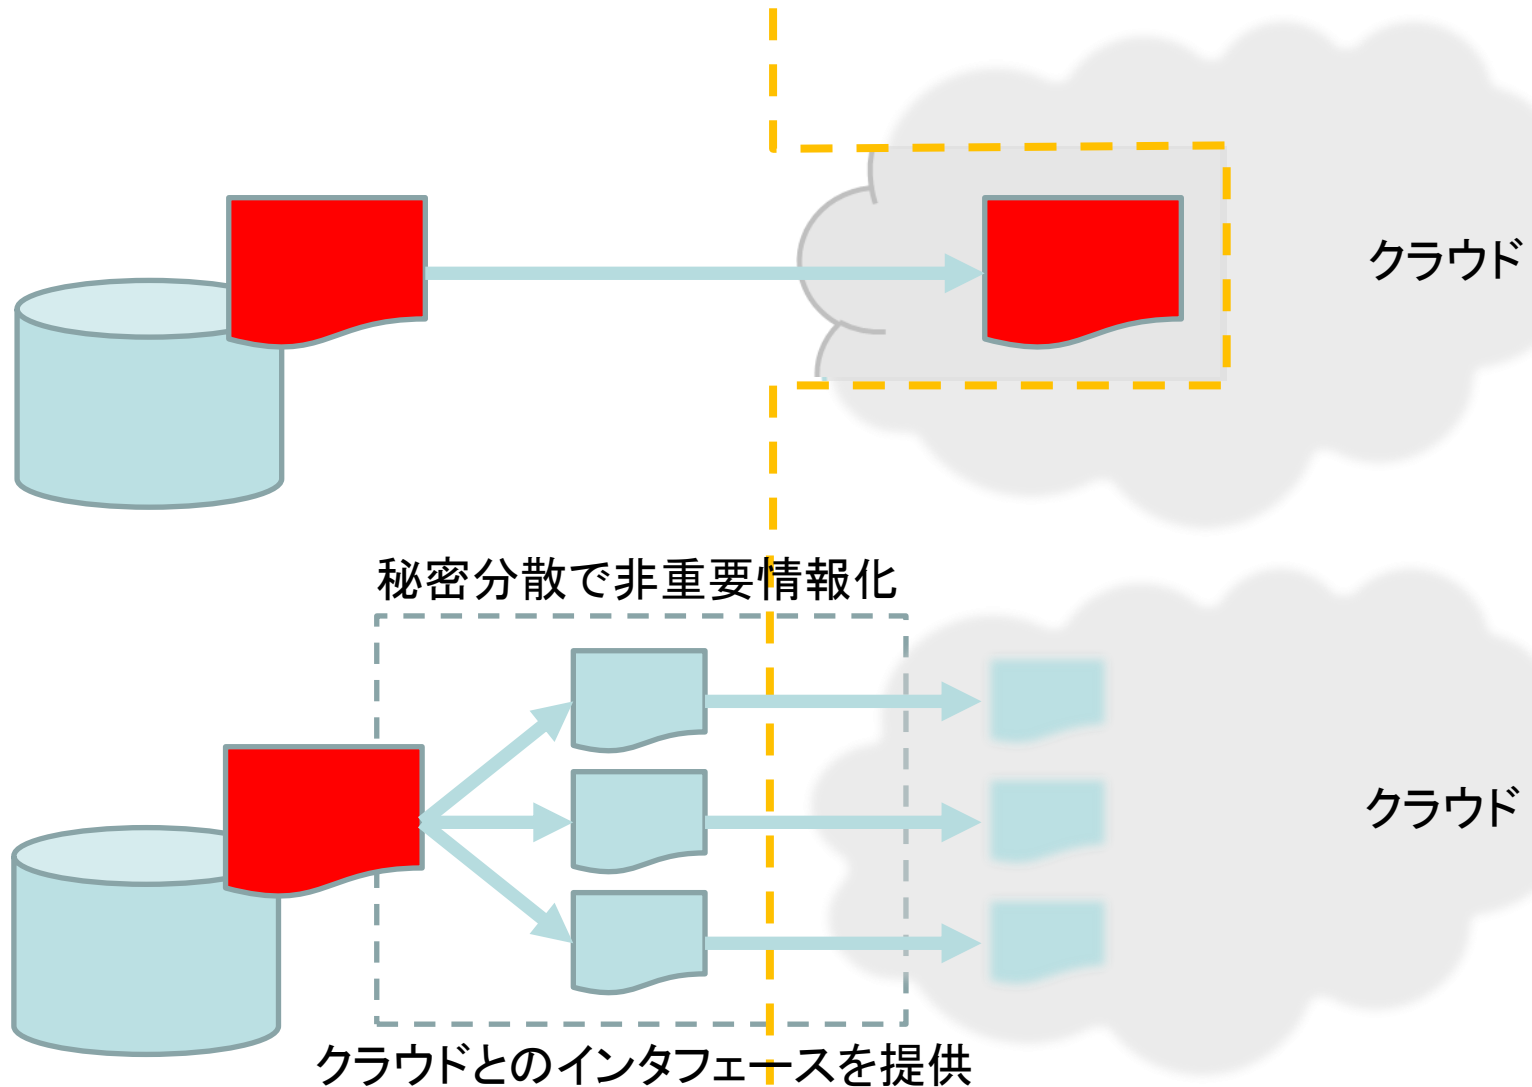 クラウド
秘密分散で非重要情報化
クラウド
クラウドとのインタフェースを提供